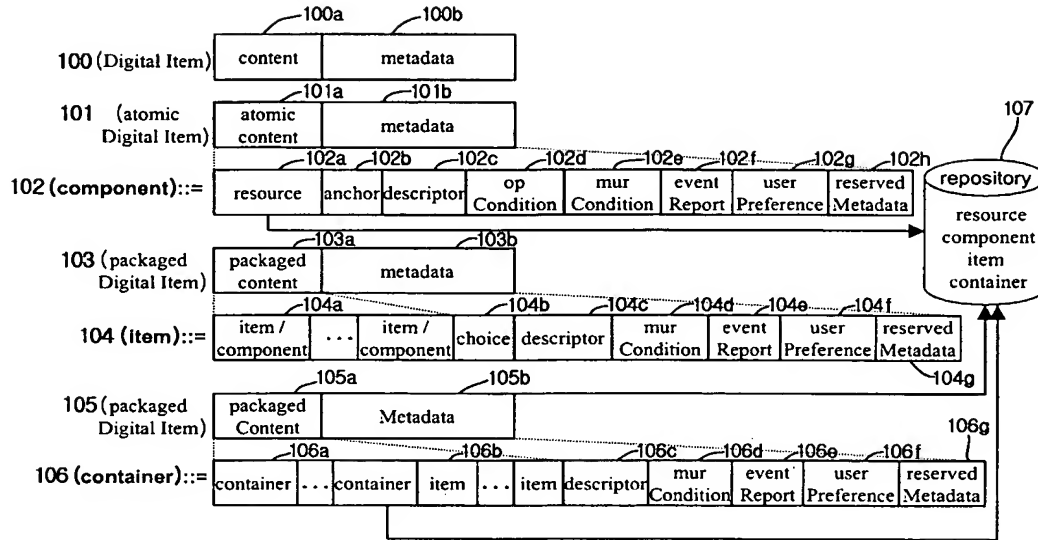 100a 100b
100 (Digital Item) content metadata
101a 101b
101 (atomic Digital Item) atomic content metadata
107
102a 102b 102c 102d 102e 102f 102g 102h
102 (component)::= resource anchor descriptor op Condition mur Condition event Report user Preference reserved Metadata
repository
resource
component
item
container
103a 103b
103 (packaged Digital Item) packaged content metadata
104a 104b 104c 104d 104e 104f
104 (item)::= item / component ... item / component choice descriptor mur Condition event Report user Preference reserved Metadata
104g
105a 105b
105 (packaged Digital Item) packaged Content Metadata
106g
106a 106b 106c 106d 106e 106f
106 (container)::= container ... container item ... item descriptor mur Condition event Report user Preference reserved Metadata